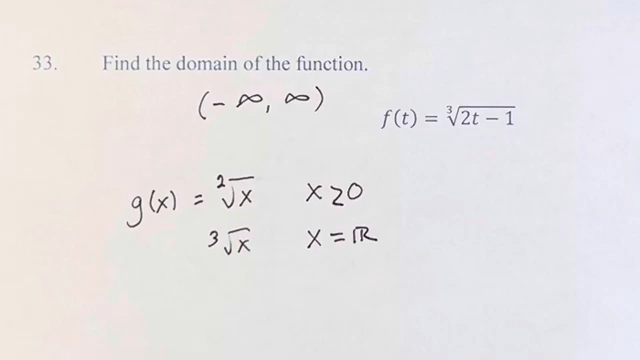 33. Find the domain of the function.
(-∞, ∞)
f(t) = ∛2t − 1
g(x) = ²√x x ≥ 0
³√x x = ℝ